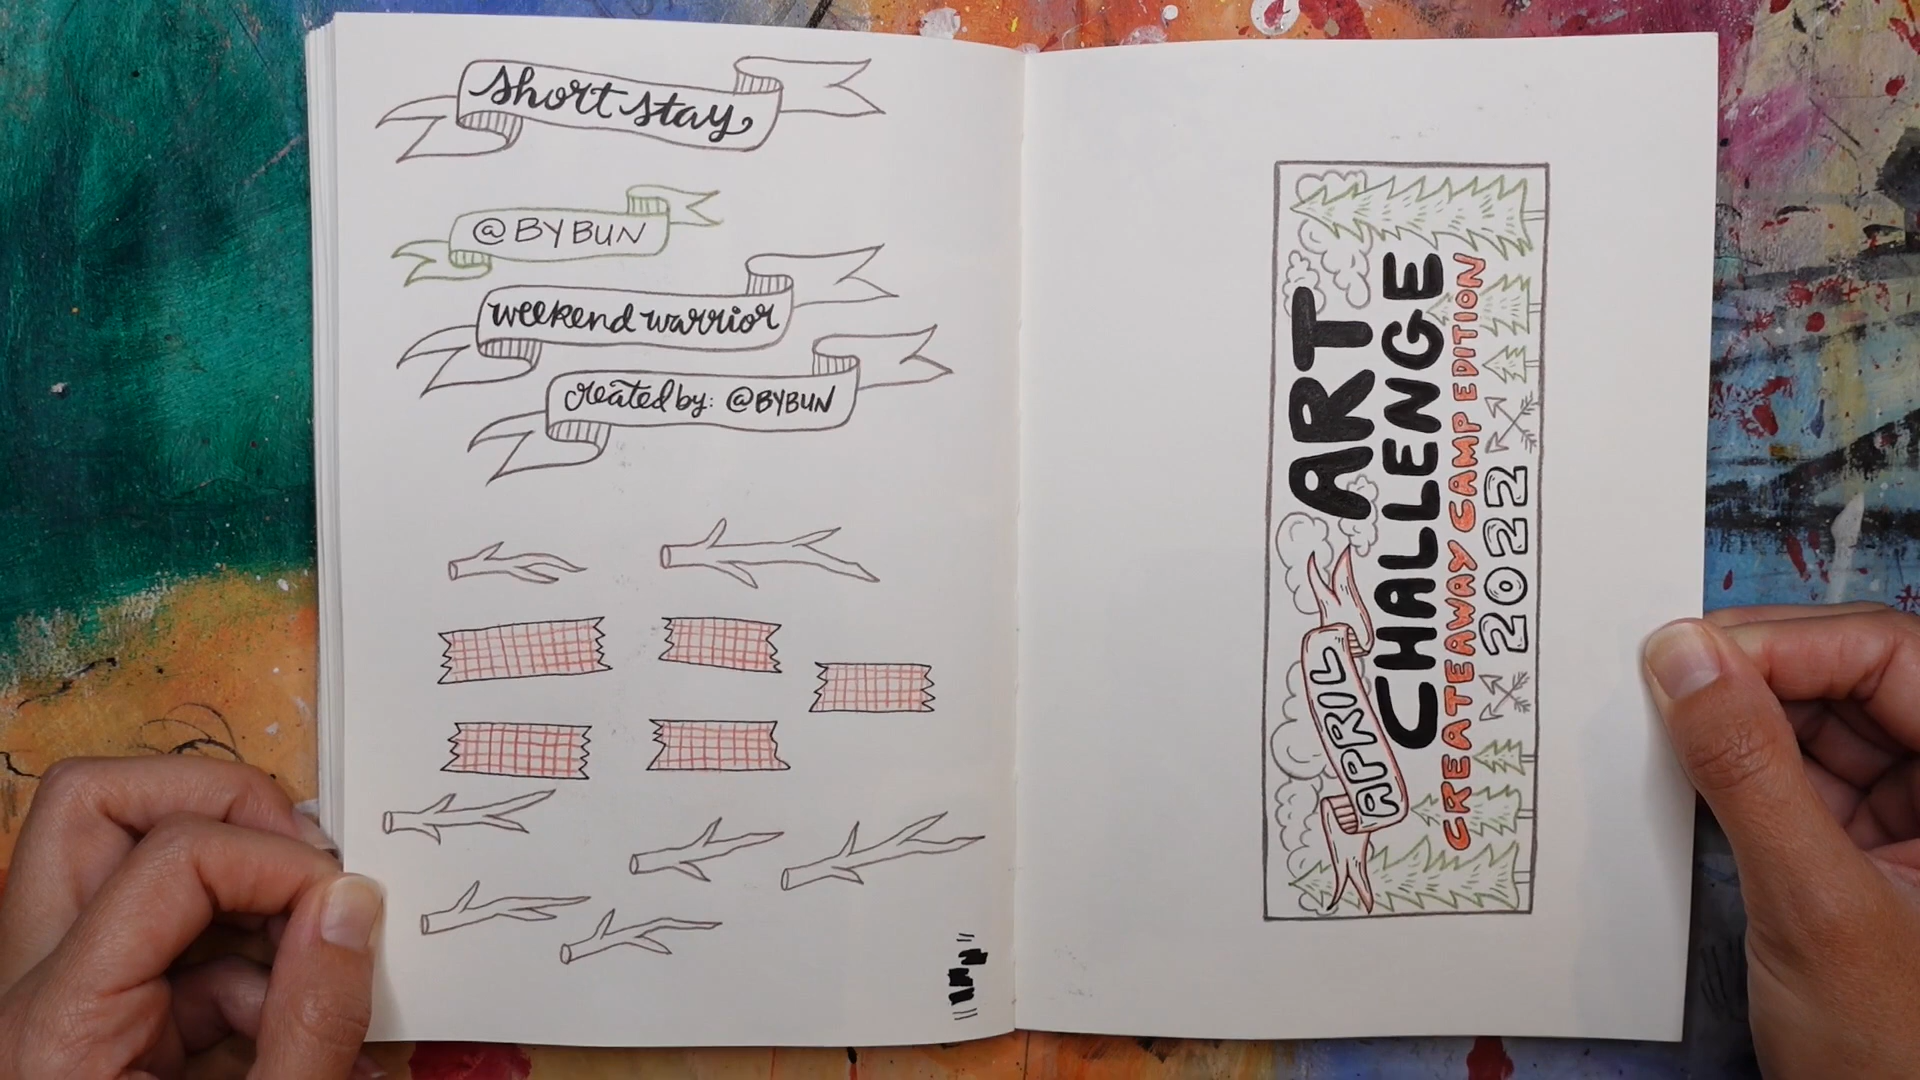 short stay
@BYBUN
weekend warrior
created by: @BYBUN
APRIL
ART
CHALLENGE
CREATEAWAY CAMP EDITION
2022